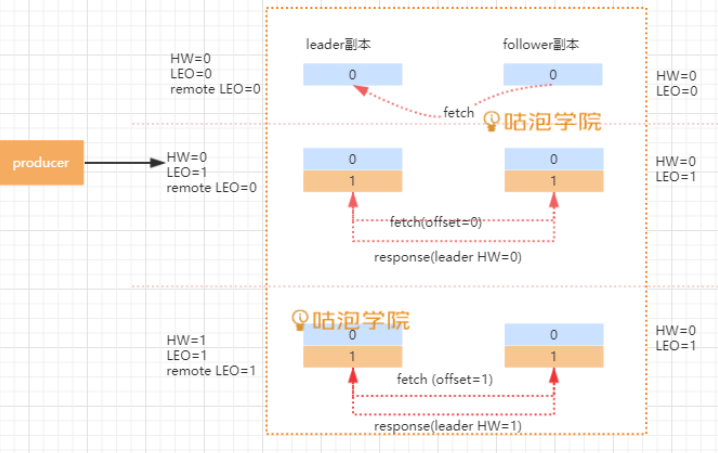 leader副本
follower副本
HW=0
LEO=0
remote LEO=0
0
0
HW=0
LEO=0
fetch
咕泡学院
producer
HW=0
LEO=1
remote LEO=0
0
1
0
1
HW=0
LEO=1
fetch(offset=0)
response(leader HW=0)
咕泡学院
HW=1
LEO=1
remote LEO=1
0
1
0
1
HW=0
LEO=1
fetch (offset=1)
response(leader HW=1)